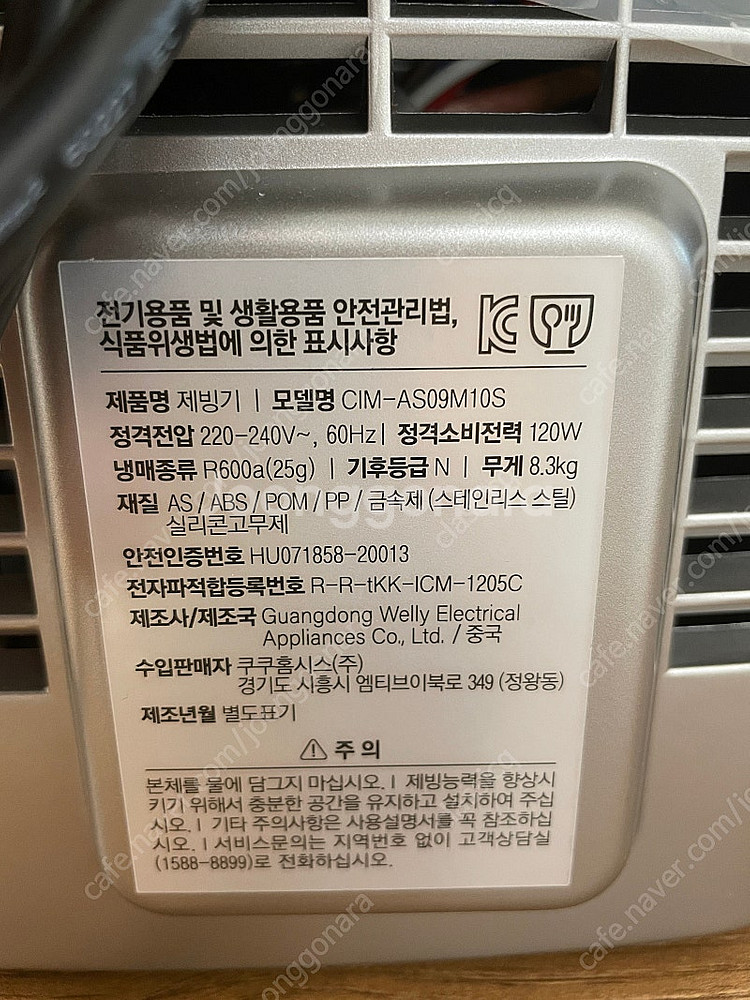 전기용품 및 생활용품 안전관리법,
식품위생법에 의한 표시사항
제품명 제빙기 | 모델명 CIM-AS09M10S
정격전압 220-240V~, 60Hz | 정격소비전력 120W
냉매종류 R600a(25g) | 기후등급 N | 무게 8.3kg
재질 AS / ABS / POM / PP / 금속제 (스테인리스 스틸)
실리콘고무제
안전인증번호 HU071858-20013
전자파적합등록번호 R-R-tKK-ICM-1205C
제조사/제조국 Guangdong Welly Electrical
Appliances Co., Ltd. / 중국
수입판매자 쿠쿠홈시스(주)
경기도 시흥시 엠티브이북로 349 (정왕동)
제조년월 별도표기
⚠ 주 의
본체를 물에 담그지 마십시오. | 제빙능력을 향상시
키기 위해서 충분한 공간을 유지하고 설치하여 주십
시오. | 기타 주의사항은 사용설명서를 꼭 참조하십
시오. | 서비스문의는 지역번호 없이 고객상담실
(1588-8899)로 전화하십시오.